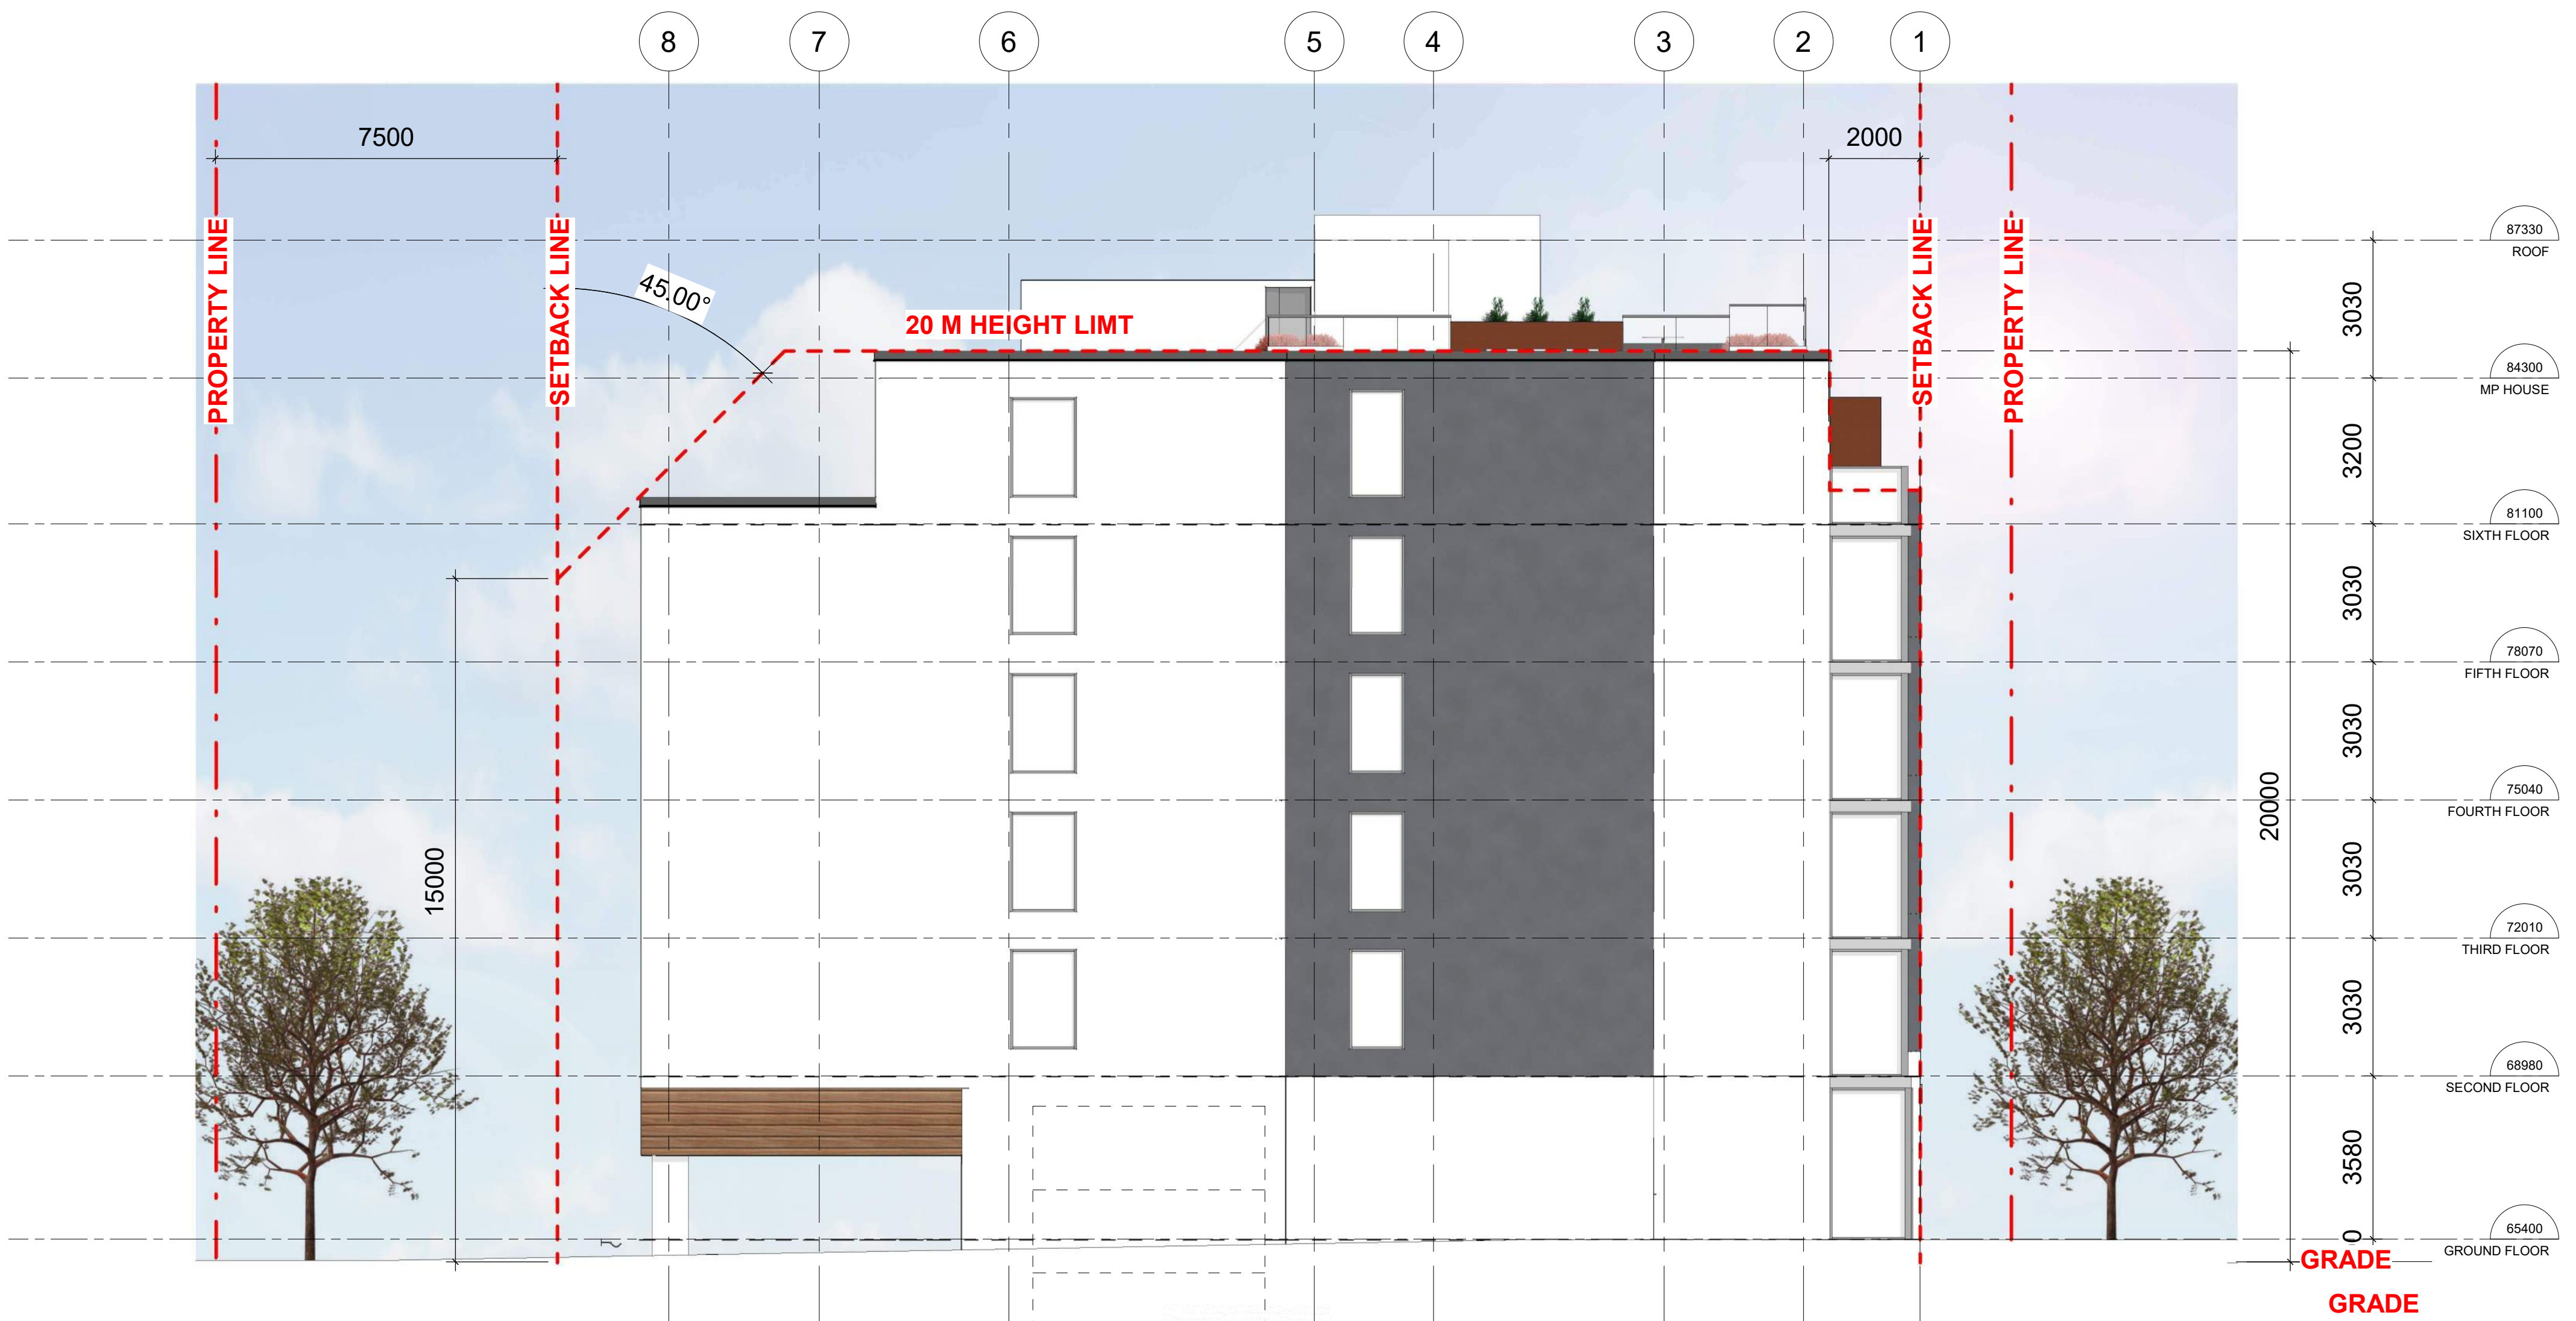 8 7 6 5 4 3 2 1
7500
2000
PROPERTY LINE
SETBACK LINE
SETBACK LINE
PROPERTY LINE
45.00°
20 M HEIGHT LIMT
87330
ROOF
3030
84300
MP HOUSE
3200
81100
SIXTH FLOOR
3030
78070
FIFTH FLOOR
3030
75040
FOURTH FLOOR
20000
15000
3030
72010
THIRD FLOOR
3030
68980
SECOND FLOOR
3580
65400
GROUND FLOOR
0
GRADE
GRADE